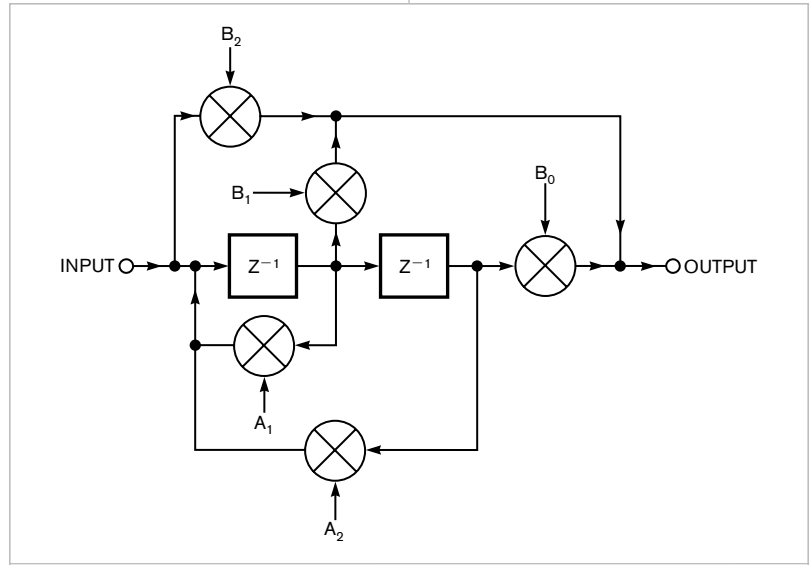 B₂
B₁
B₀
INPUT
Z⁻¹
Z⁻¹
OUTPUT
A₁
A₂